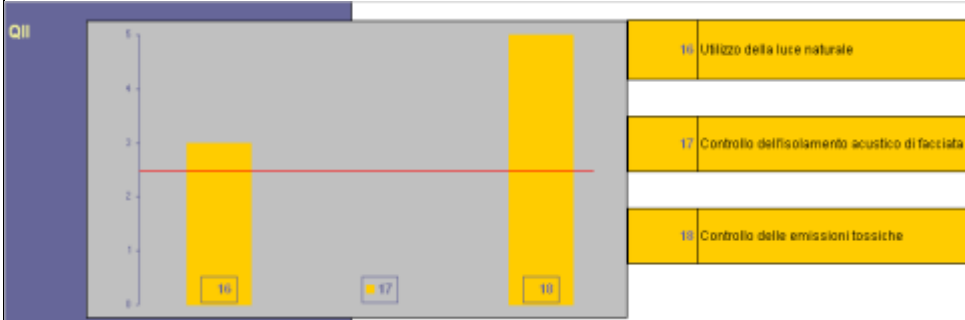 QII
5
4
3
2
1
0
16
17
18
16 Utilizzo della luce naturale
17 Controllo dell'isolamento acustico di facciata
18 Controllo delle emissioni tossiche